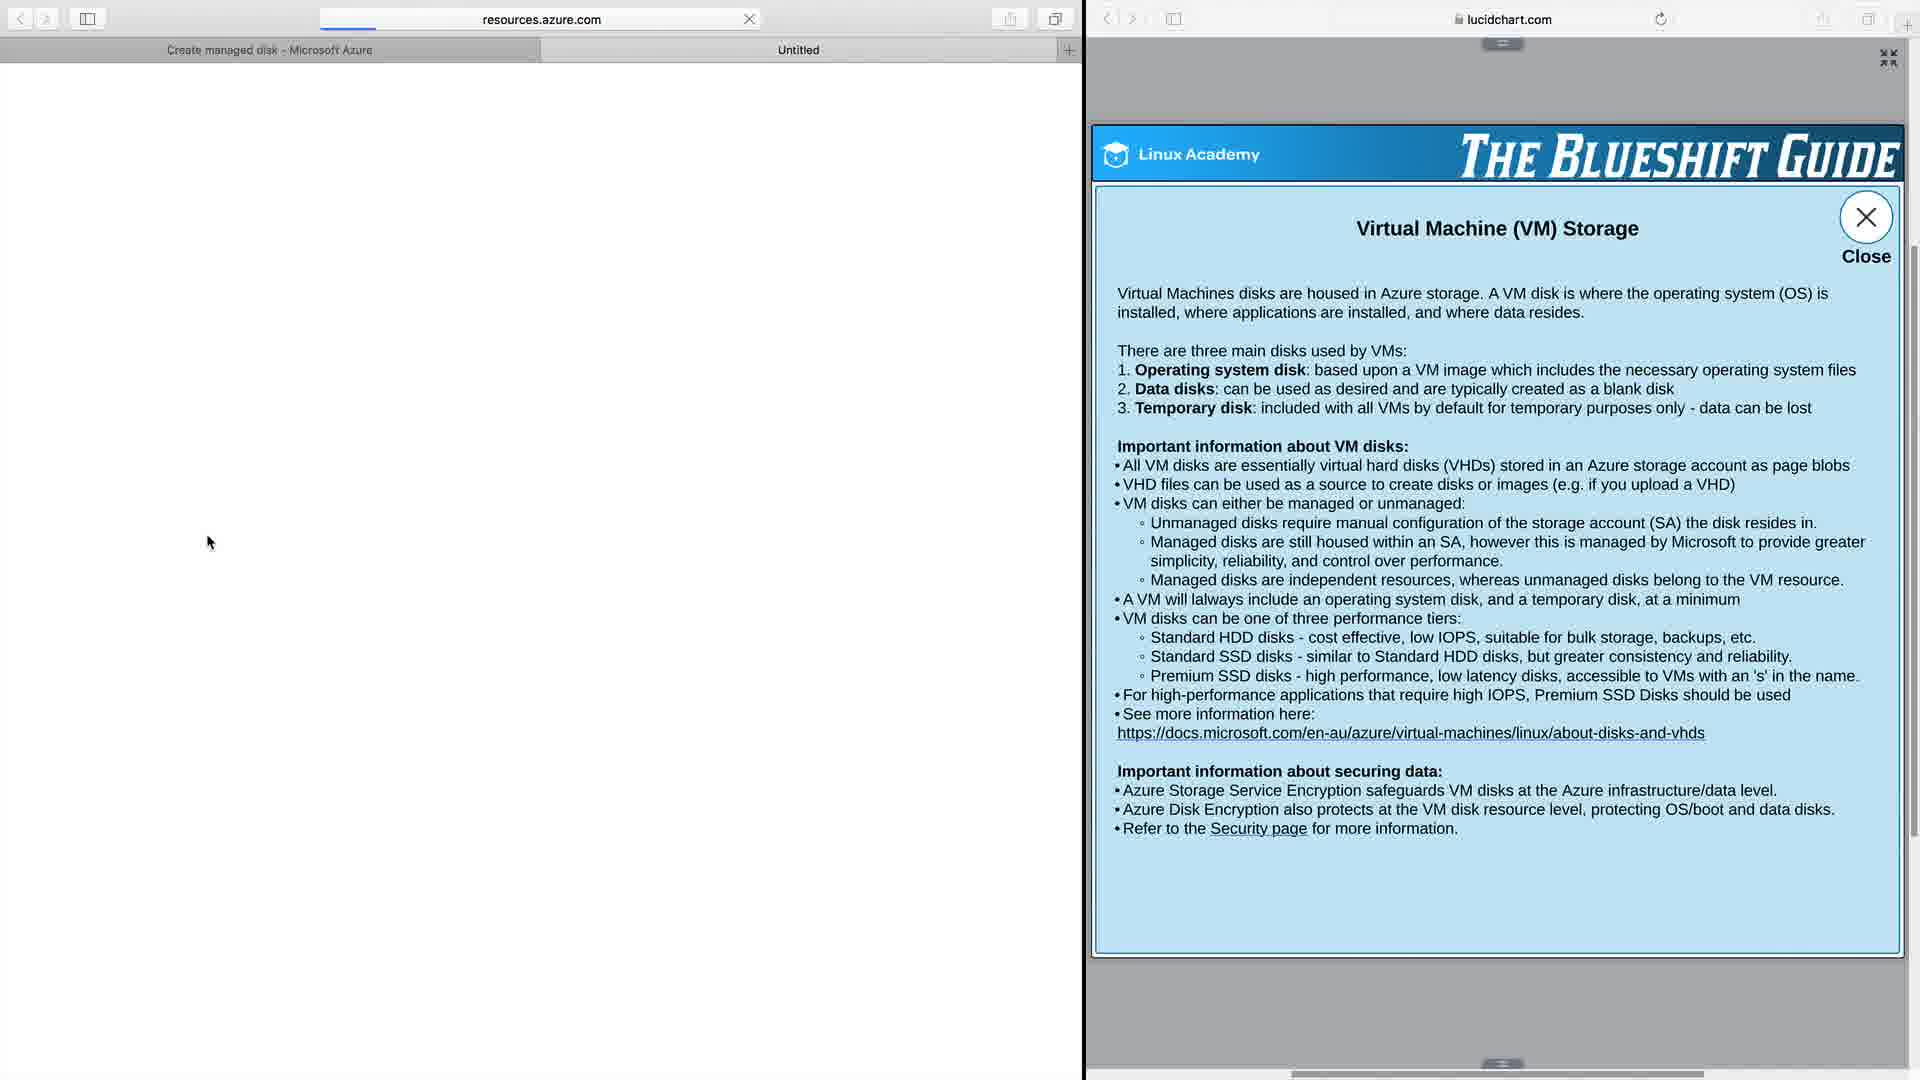 resources.azure.com
Create managed disk - Microsoft Azure
Untitled
lucidchart.com
Linux Academy
THE BLUESHIFT GUIDE
Virtual Machine (VM) Storage
Close
Virtual Machines disks are housed in Azure storage. A VM disk is where the operating system (OS) is
installed, where applications are installed, and where data resides.
There are three main disks used by VMs:
1. Operating system disk: based upon a VM image which includes the necessary operating system files
2. Data disks: can be used as desired and are typically created as a blank disk
3. Temporary disk: included with all VMs by default for temporary purposes only - data can be lost
Important information about VM disks:
• All VM disks are essentially virtual hard disks (VHDs) stored in an Azure storage account as page blobs
• VHD files can be used as a source to create disks or images (e.g. if you upload a VHD)
• VM disks can either be managed or unmanaged:
◦ Unmanaged disks require manual configuration of the storage account (SA) the disk resides in.
◦ Managed disks are still housed within an SA, however this is managed by Microsoft to provide greater
simplicity, reliability, and control over performance.
◦ Managed disks are independent resources, whereas unmanaged disks belong to the VM resource.
• A VM will lalways include an operating system disk, and a temporary disk, at a minimum
• VM disks can be one of three performance tiers:
◦ Standard HDD disks - cost effective, low IOPS, suitable for bulk storage, backups, etc.
◦ Standard SSD disks - similar to Standard HDD disks, but greater consistency and reliability.
◦ Premium SSD disks - high performance, low latency disks, accessible to VMs with an 's' in the name.
• For high-performance applications that require high IOPS, Premium SSD Disks should be used
• See more information here:
https://docs.microsoft.com/en-au/azure/virtual-machines/linux/about-disks-and-vhds
Important information about securing data:
• Azure Storage Service Encryption safeguards VM disks at the Azure infrastructure/data level.
• Azure Disk Encryption also protects at the VM disk resource level, protecting OS/boot and data disks.
• Refer to the Security page for more information.